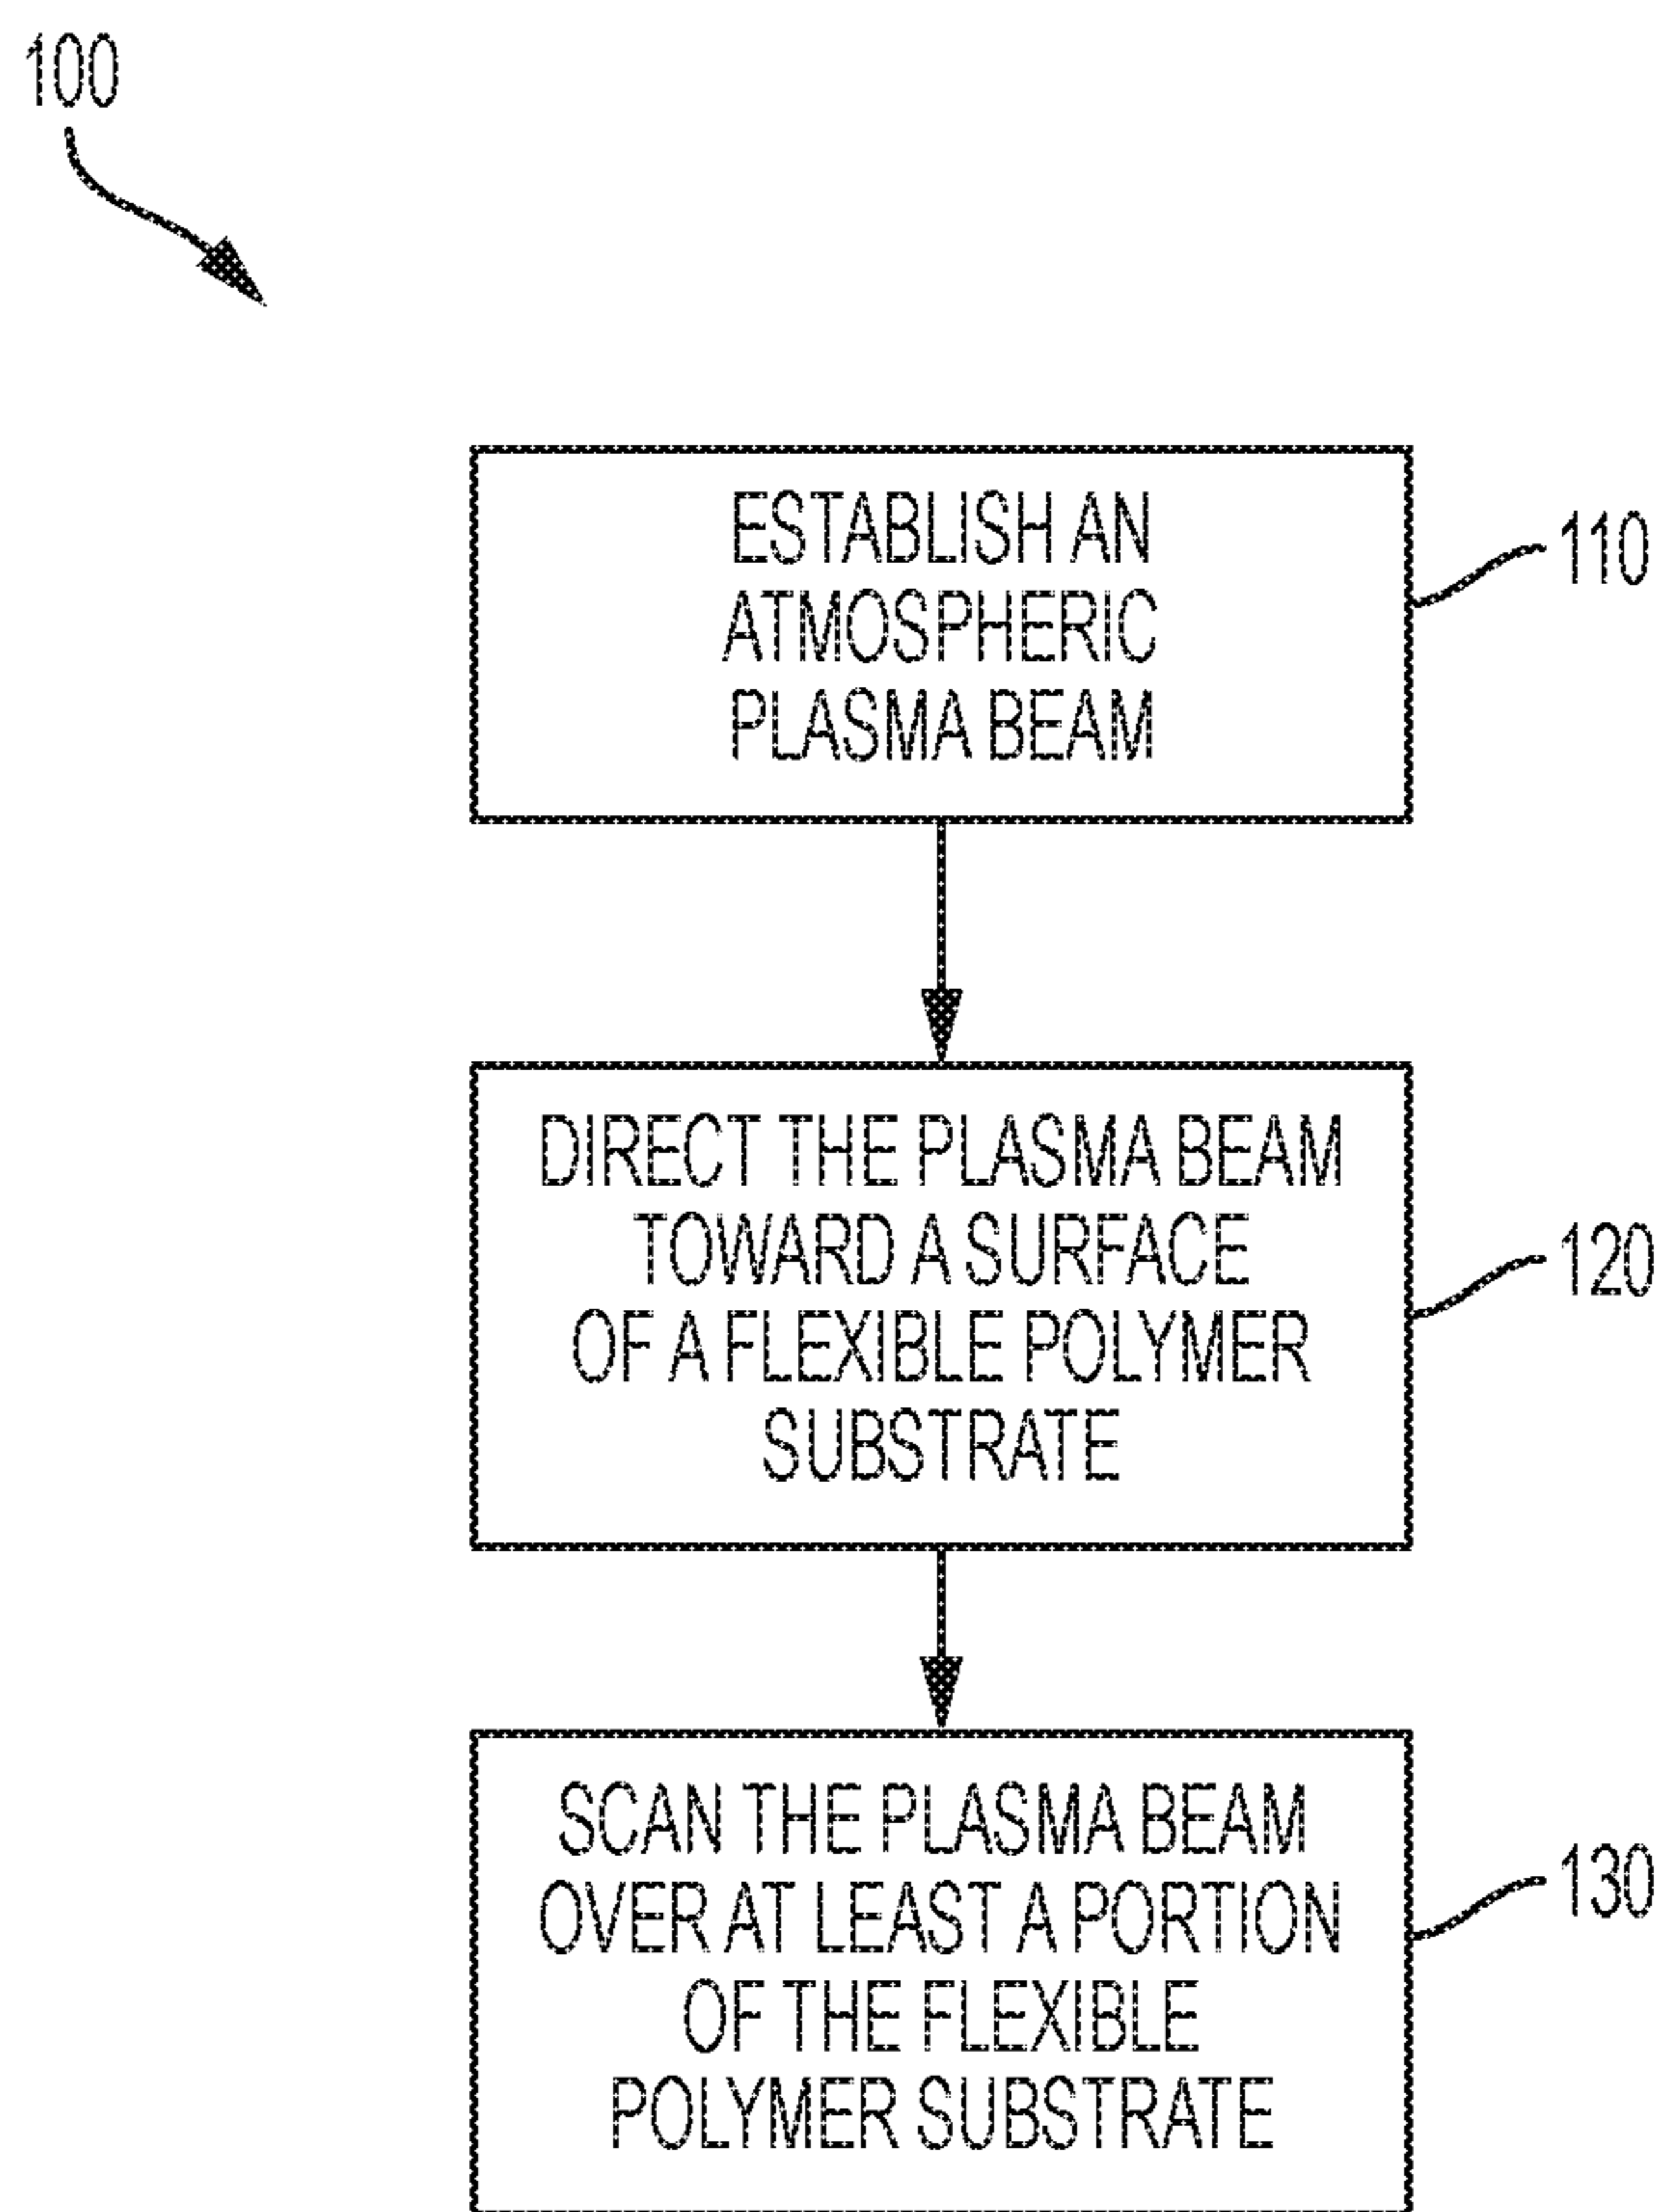 100
ESTABLISH AN
ATMOSPHERIC
PLASMA BEAM
110
DIRECT THE PLASMA BEAM
TOWARD A SURFACE
OF A FLEXIBLE POLYMER
SUBSTRATE
120
SCAN THE PLASMA BEAM
OVER AT LEAST A PORTION
OF THE FLEXIBLE
POLYMER SUBSTRATE
130